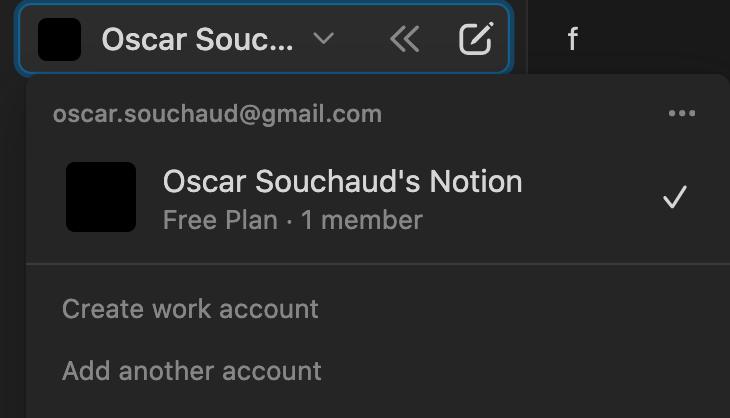 Oscar Souc...
f
oscar.souchaud@gmail.com
Oscar Souchaud's Notion
Free Plan · 1 member
Create work account
Add another account